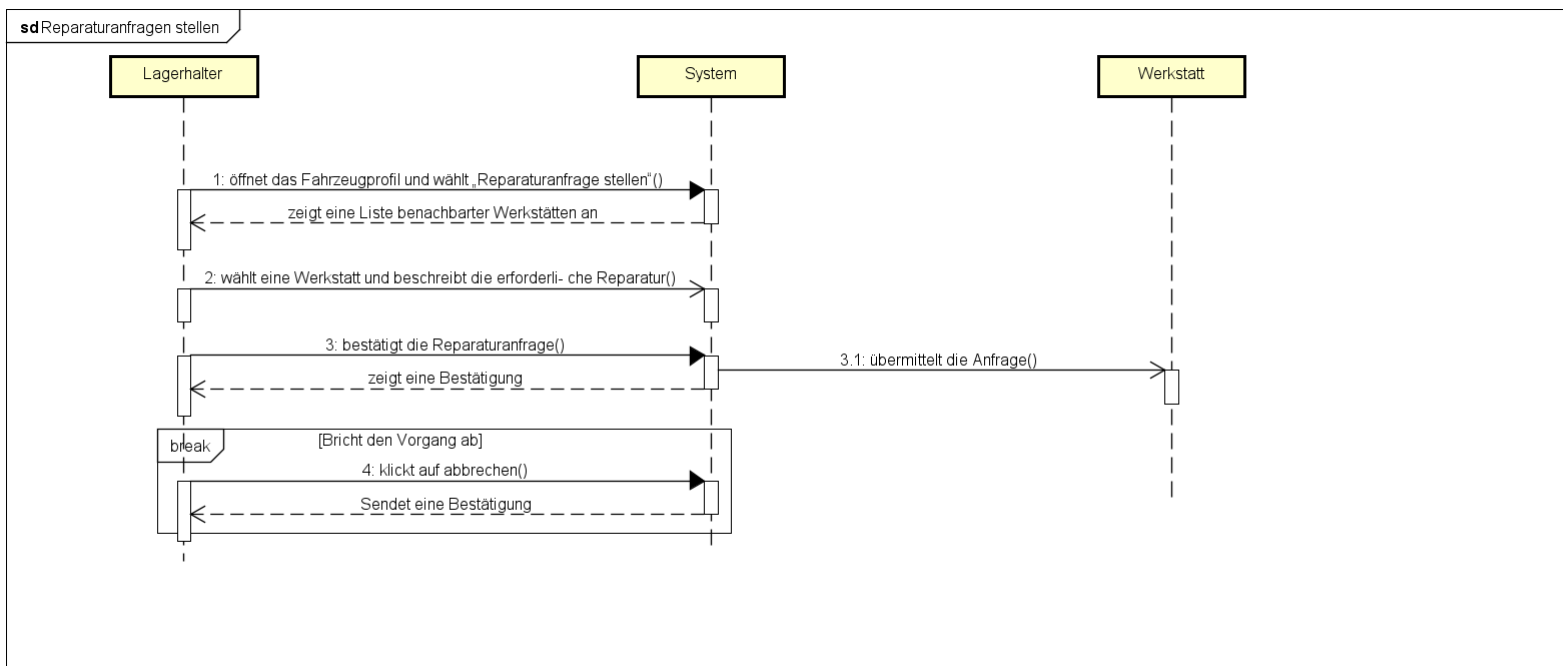 sd Reparaturanfragen stellen
Lagerhalter
System
Werkstatt
1: öffnet das Fahrzeugprofil und wählt „Reparaturanfrage stellen“()
zeigt eine Liste benachbarter Werkstätten an
2: wählt eine Werkstatt und beschreibt die erforderli- che Reparatur()
3: bestätigt die Reparaturanfrage()
3.1: übermittelt die Anfrage()
zeigt eine Bestätigung
break
[Bricht den Vorgang ab]
4: klickt auf abbrechen()
Sendet eine Bestätigung